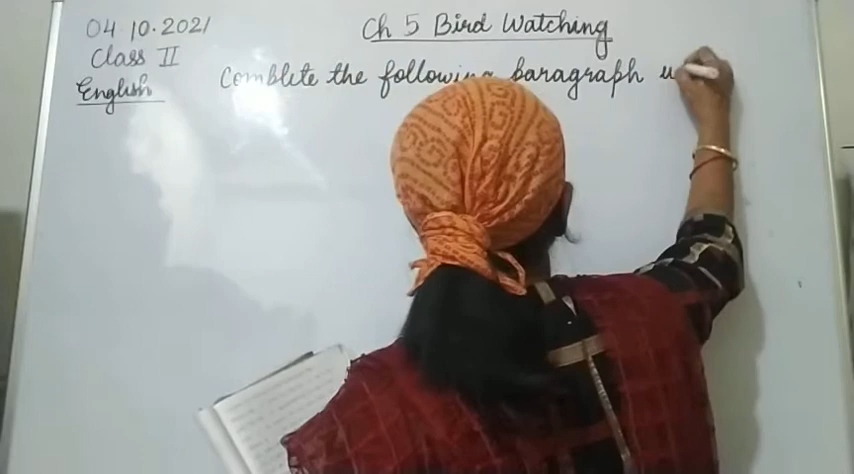 04 10.2021
Ch 5 Bird Watching
Class II
English
Complete the following paragraph u